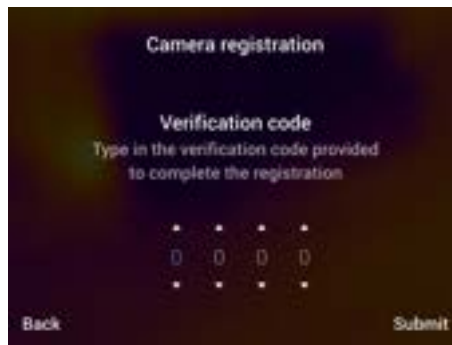 Camera registration
Verification code
Type in the verification code provided
to complete the registration
0 0 0 0
Back
Submit